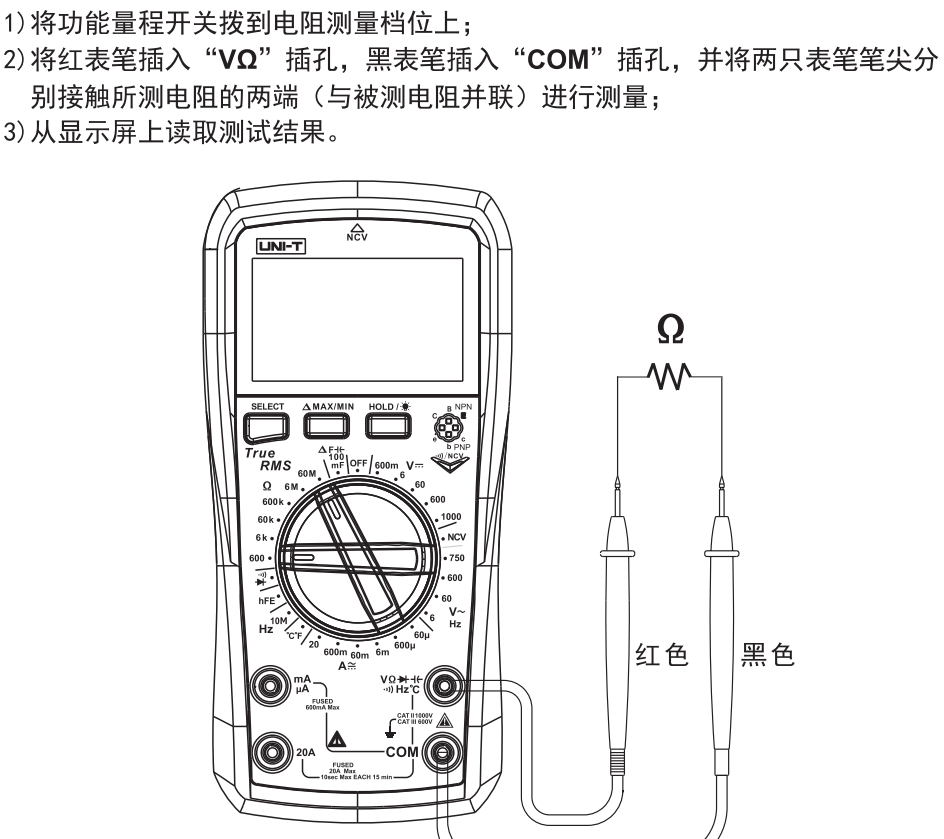 1)将功能量程开关拨到电阻测量档位上；
2)将红表笔插入“VΩ”插孔，黑表笔插入“COM”插孔，并将两只表笔笔尖分
别接触所测电阻的两端（与被测电阻并联）进行测量；
3)从显示屏上读取测试结果。
NCV
UNI-T
Ω
SELECT
Δ MAX/MIN
HOLD /
B NPN
C
e
c
b PNP
/NCV
True
RMS
Δ F
100
mF
OFF
600m
V
60M
6
Ω
6M
60
600k
600
60k
1000
6k
NCV
600
750
600
hFE
60
10M
6
V~
Hz
Hz
℃℉
60µ
20
600m
60m
6m
600µ
A
红色
黑色
mA
µA
VΩ
Hz℃
FUSED
600mA Max
CAT II 1000V
CAT III 600V
20A
COM
FUSED
20A Max
10sec Max EACH 15 min